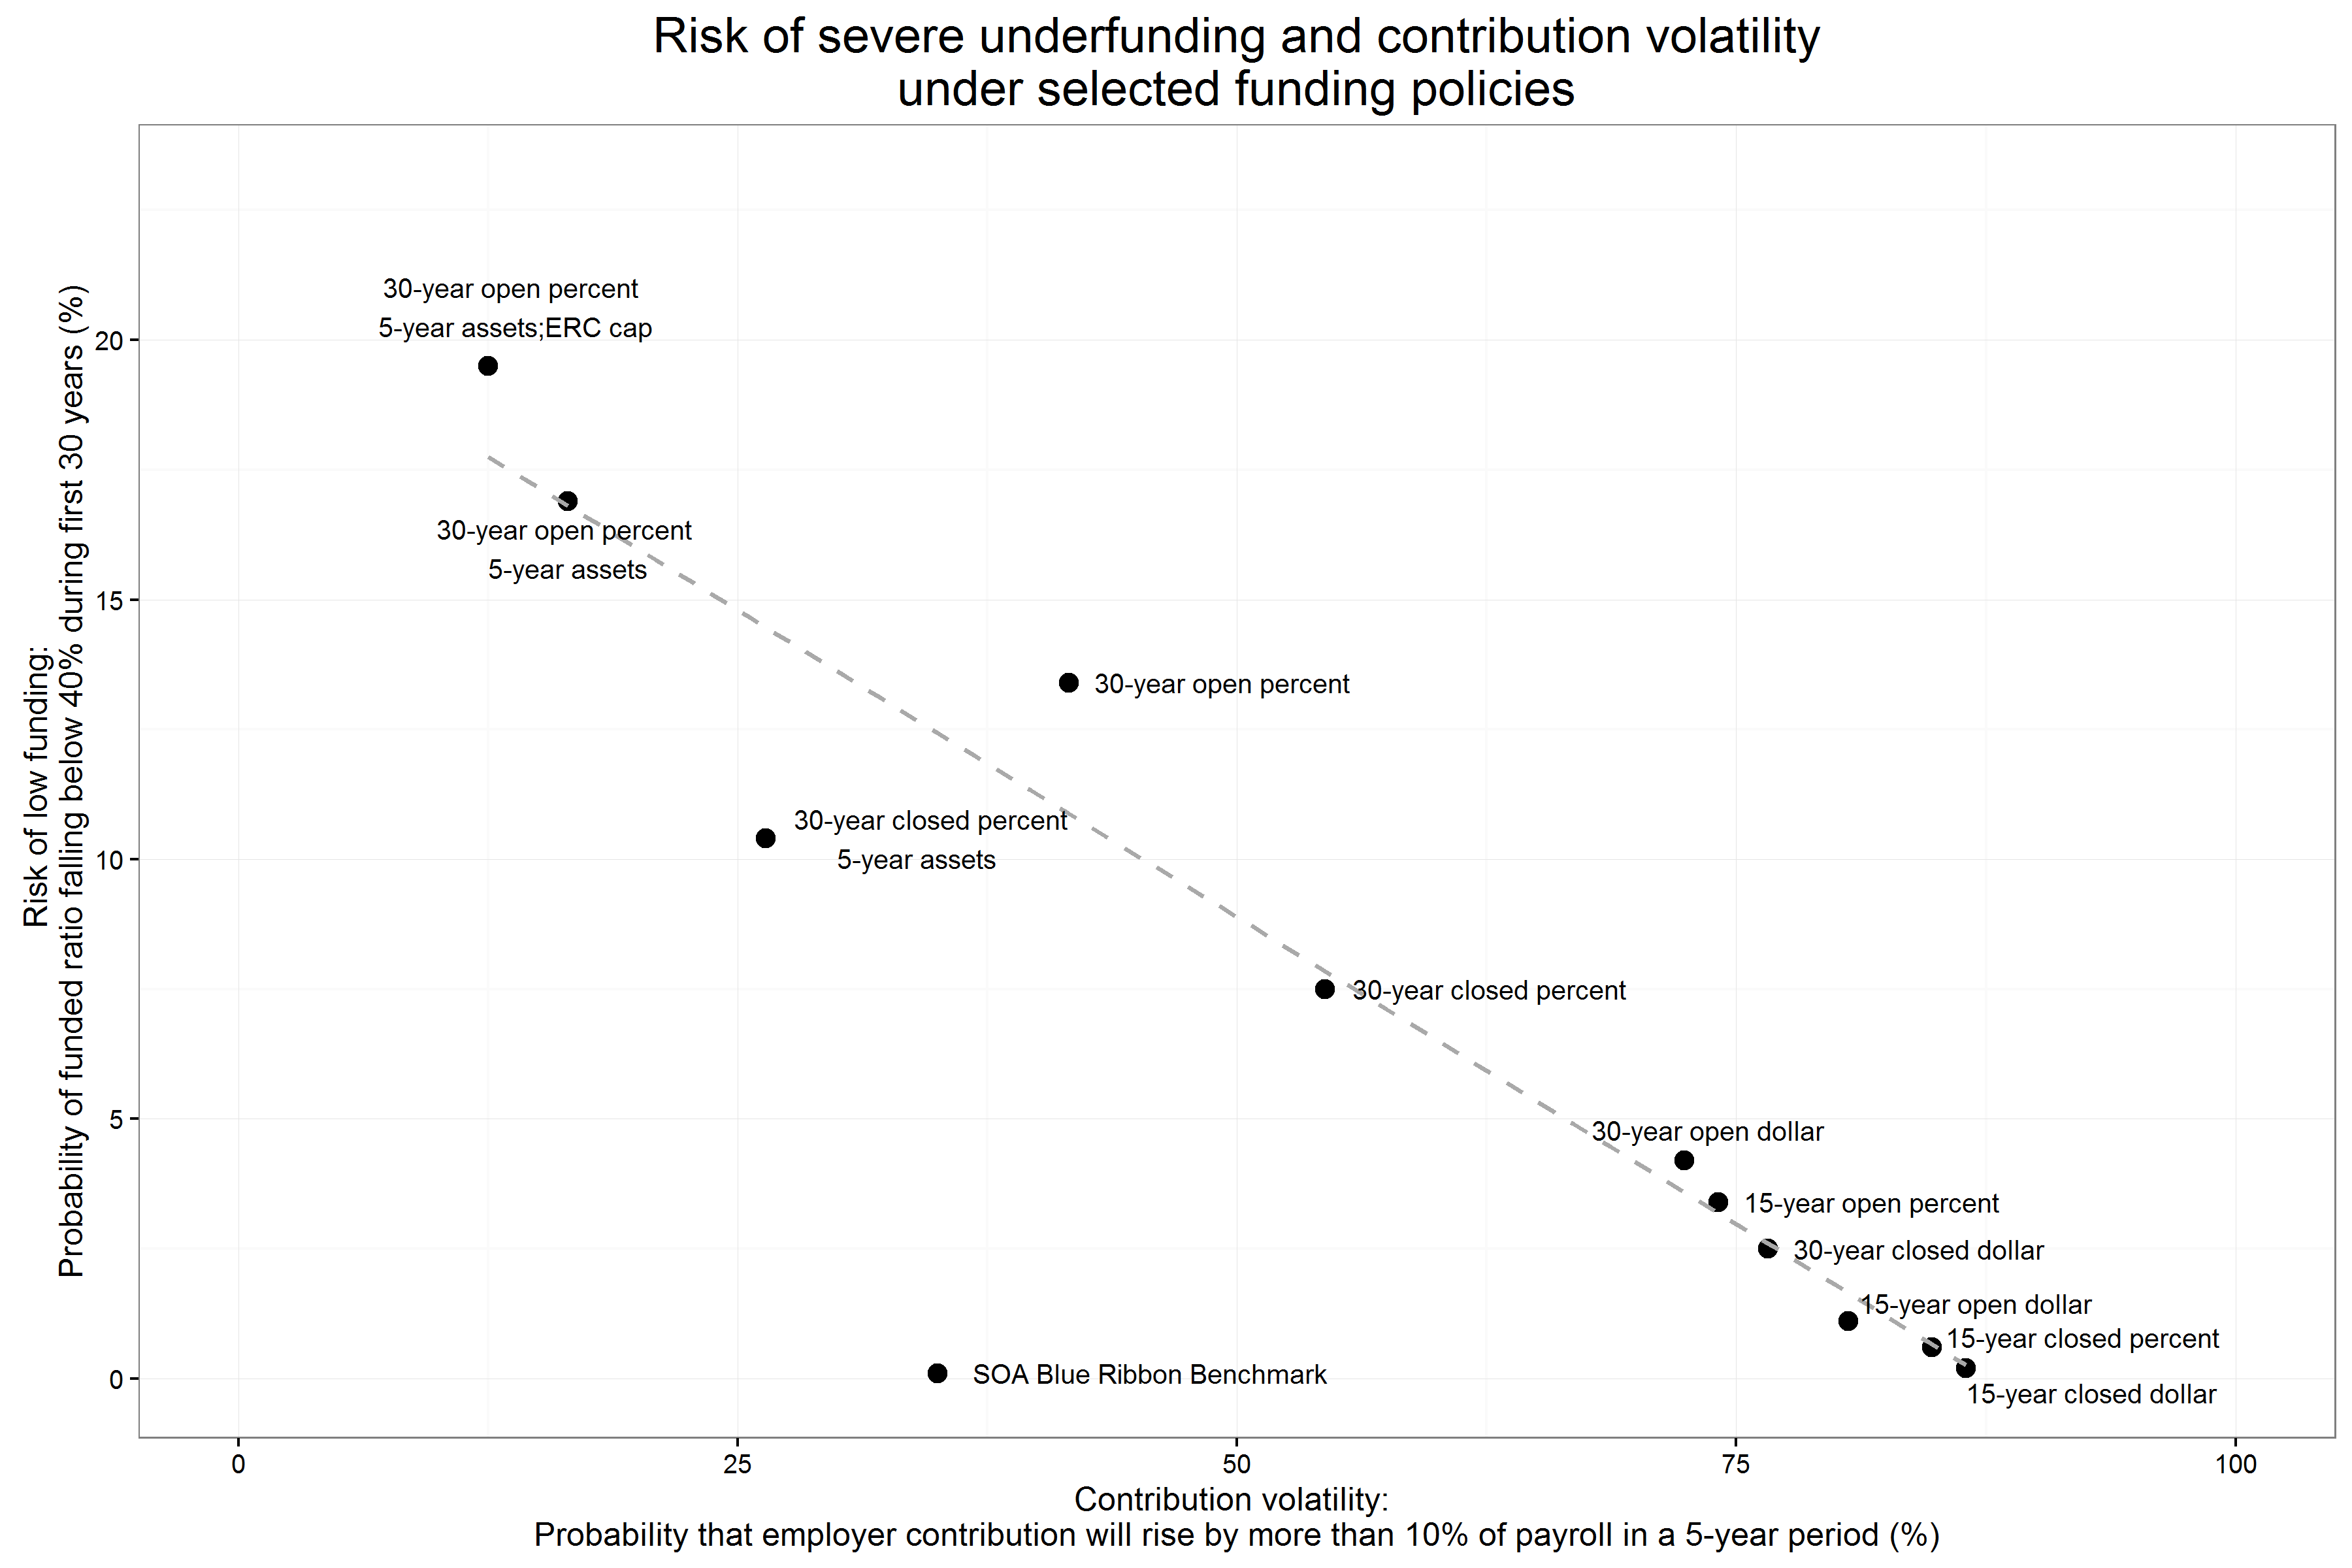 Risk of severe underfunding and contribution volatility
under selected funding policies
Risk of low funding:
Probability of funded ratio falling below 40% during first 30 years (%)
20
15
10
5
0
30-year open percent
5-year assets;ERC cap
30-year open percent
5-year assets
30-year open percent
30-year closed percent
5-year assets
30-year closed percent
30-year open dollar
15-year open percent
30-year closed dollar
15-year open dollar
15-year closed percent
SOA Blue Ribbon Benchmark
15-year closed dollar
0
25
50
75
100
Contribution volatility:
Probability that employer contribution will rise by more than 10% of payroll in a 5-year period (%)